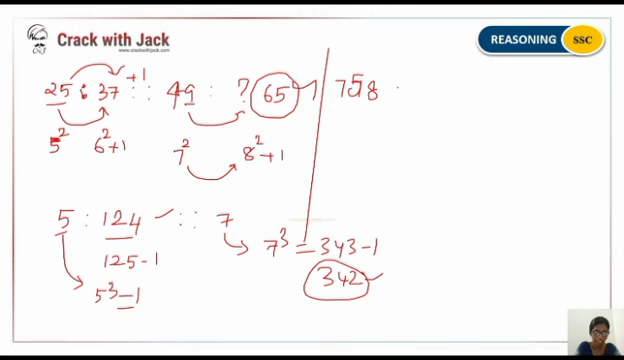 Crack with Jack
www.crackwithjack.com
CWJ
REASONING SSC
25 : 37 +1 :: 49 : ? 65
5² 6²+1 7² 8²+1
758
5 : 124 :: 7
7³ = 343-1
125-1
342
5³-1